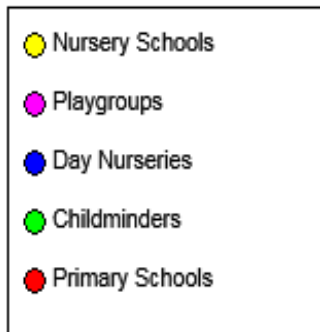 Nursery Schools
Playgroups
Day Nurseries
Childminders
Primary Schools